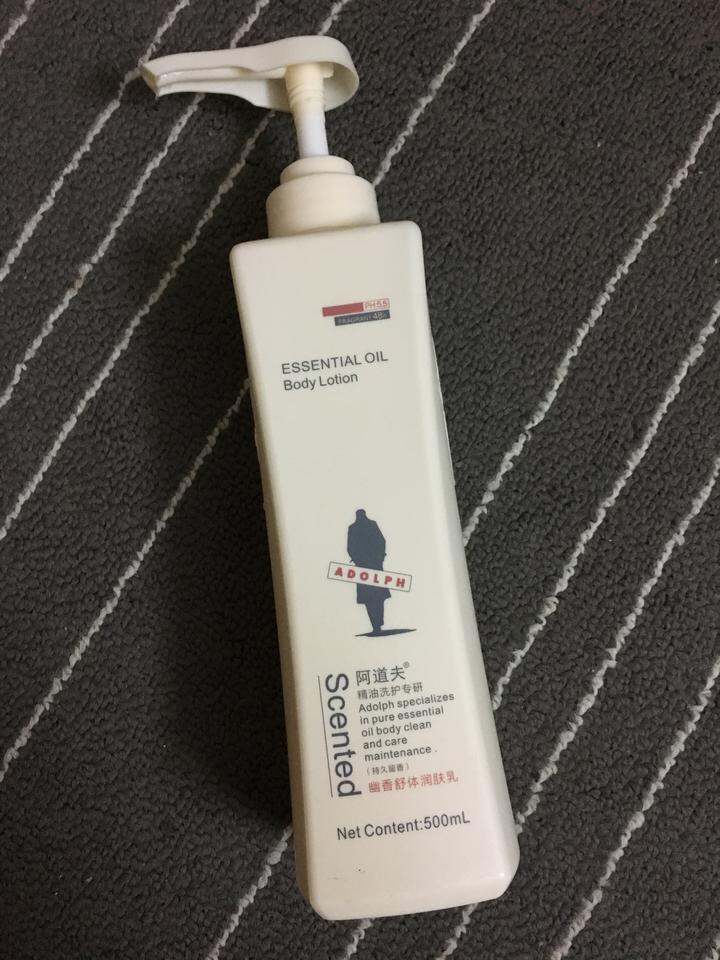 PH5.5
FRAGRANT 48h
ESSENTIAL OIL
Body Lotion
ADOLPH
Scented
阿道夫®
精油洗护专研
Adolph specializes
in pure essential
oil body clean
and care
maintenance .
(持久留香)
幽香舒体润肤乳
Net Content:500mL